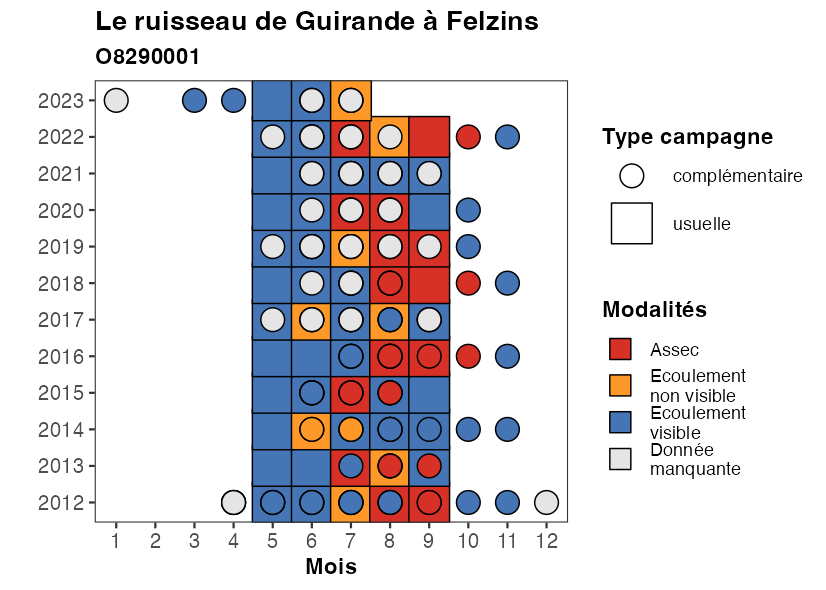 Le ruisseau de Guirande à Felzins
O8290001
2023
2022
2021
2020
2019
2018
2017
2016
2015
2014
2013
2012
1 2 3 4 5 6 7 8 9 10 11 12
Mois
Type campagne
complémentaire
usuelle
Modalités
Assec
Ecoulement
non visible
Ecoulement
visible
Donnée
manquante